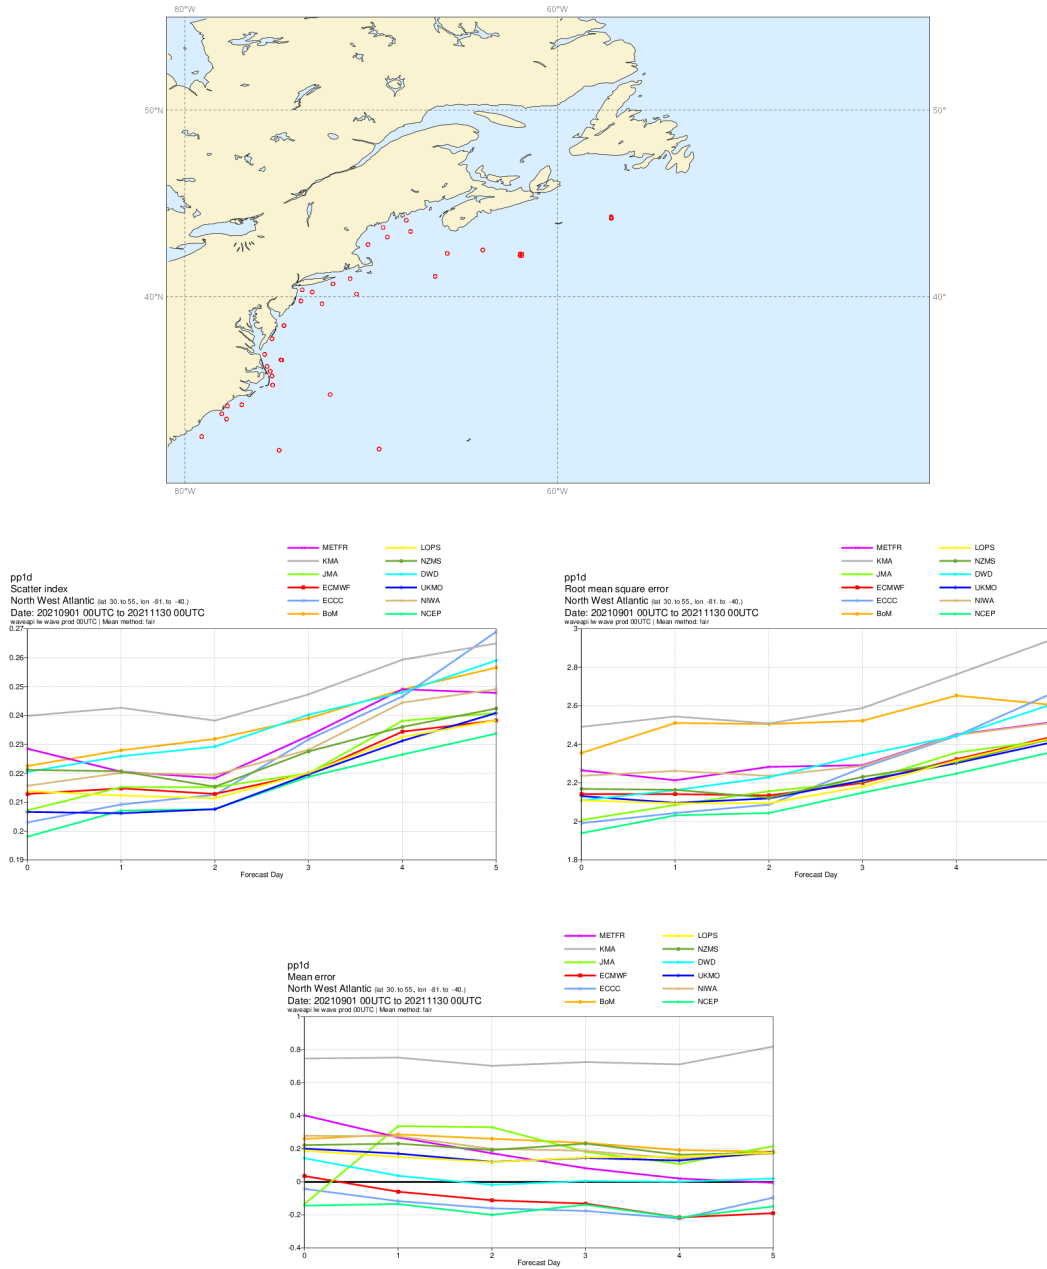 80°W 60°W
50°N 50°
40°N 40°
80°W 60°W
METFR LOPS
KMA NZMS
JMA DWD
ECMWF UKMO
ECCC NIWA
BoM NCEP
pp1d
Scatter index
North West Atlantic (lat 30. to 55., lon -81. to -40.)
Date: 20210901 00UTC to 20211130 00UTC
waveapi lw wave prod 00UTC | Mean method: fair
0.27
0.26
0.25
0.24
0.23
0.22
0.21
0.2
0.19
0 1 2 3 4 5
Forecast Day
METFR LOPS
KMA NZMS
JMA DWD
ECMWF UKMO
ECCC NIWA
BoM NCEP
pp1d
Root mean square error
North West Atlantic (lat 30. to 55., lon -81. to -40.)
Date: 20210901 00UTC to 20211130 00UTC
waveapi lw wave prod 00UTC | Mean method: fair
3
2.8
2.6
2.4
2.2
2
1.8
0 1 2 3 4
Forecast Day
METFR LOPS
KMA NZMS
JMA DWD
ECMWF UKMO
ECCC NIWA
BoM NCEP
pp1d
Mean error
North West Atlantic (lat 30. to 55., lon -81. to -40.)
Date: 20210901 00UTC to 20211130 00UTC
waveapi lw wave prod 00UTC | Mean method: fair
1
0.8
0.6
0.4
0.2
0
-0.2
-0.4
0 1 2 3 4 5
Forecast Day